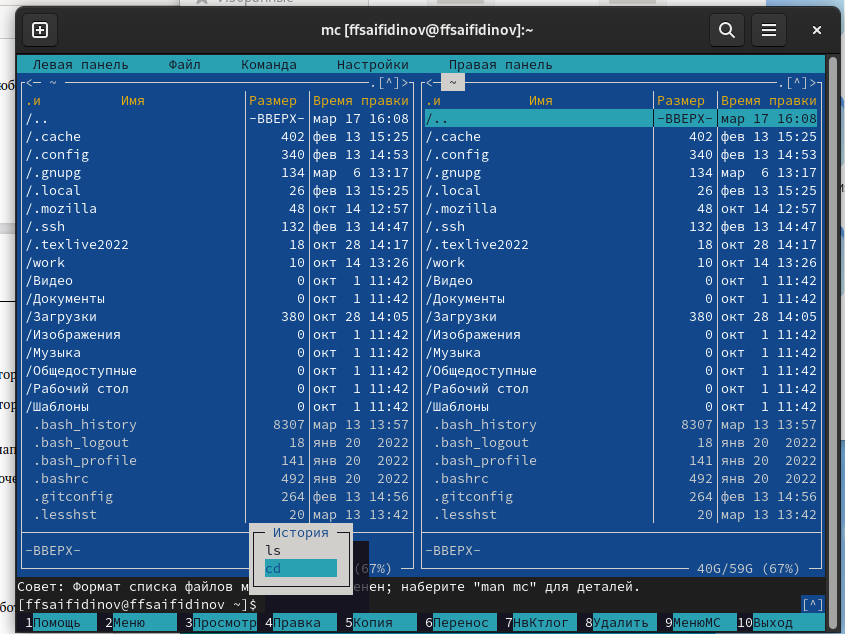 mc [ffsaifidinov@ffsaifidinov]:~
Левая панель Файл Команда Настройки Правая панель
<─ ~ .[^]> <─ ~ .[^]>
.и Имя Размер Время правки .и Имя Размер Время правки
/.. -ВВЕРХ- мар 17 16:08 /.. -ВВЕРХ- мар 17 16:08
/.cache 402 фев 13 15:25 /.cache 402 фев 13 15:25
/.config 340 фев 13 14:53 /.config 340 фев 13 14:53
/.gnupg 134 мар 6 13:17 /.gnupg 134 мар 6 13:17
/.local 26 фев 13 15:25 /.local 26 фев 13 15:25
/.mozilla 48 окт 14 12:57 /.mozilla 48 окт 14 12:57
/.ssh 132 фев 13 14:47 /.ssh 132 фев 13 14:47
/.texlive2022 18 окт 28 14:17 /.texlive2022 18 окт 28 14:17
/work 10 окт 14 13:26 /work 10 окт 14 13:26
/Видео 0 окт 1 11:42 /Видео 0 окт 1 11:42
/Документы 0 окт 1 11:42 /Документы 0 окт 1 11:42
/Загрузки 380 окт 28 14:05 /Загрузки 380 окт 28 14:05
/Изображения 0 окт 1 11:42 /Изображения 0 окт 1 11:42
/Музыка 0 окт 1 11:42 /Музыка 0 окт 1 11:42
/Общедоступные 0 окт 1 11:42 /Общедоступные 0 окт 1 11:42
/Рабочий стол 0 окт 1 11:42 /Рабочий стол 0 окт 1 11:42
/Шаблоны 0 окт 1 11:42 /Шаблоны 0 окт 1 11:42
.bash_history 8307 мар 13 13:57 .bash_history 8307 мар 13 13:57
.bash_logout 18 янв 20 2022 .bash_logout 18 янв 20 2022
.bash_profile 141 янв 20 2022 .bash_profile 141 янв 20 2022
.bashrc 492 янв 20 2022 .bashrc 492 янв 20 2022
.gitconfig 264 фев 13 14:56 .gitconfig 264 фев 13 14:56
.lesshst 20 мар 13 13:42 .lesshst 20 мар 13 13:42
История
-ВВЕРХ- ls -ВВЕРХ-
cd (67%) 40G/59G (67%)
Совет: Формат списка файлов м енен; наберите "man mc" для деталей.
[ffsaifidinov@ffsaifidinov ~]$ [^]
1Помощь 2Меню 3Просмотр 4Правка 5Копия 6Перенос 7НвКтлог 8Удалить 9МенюMC 10Выход